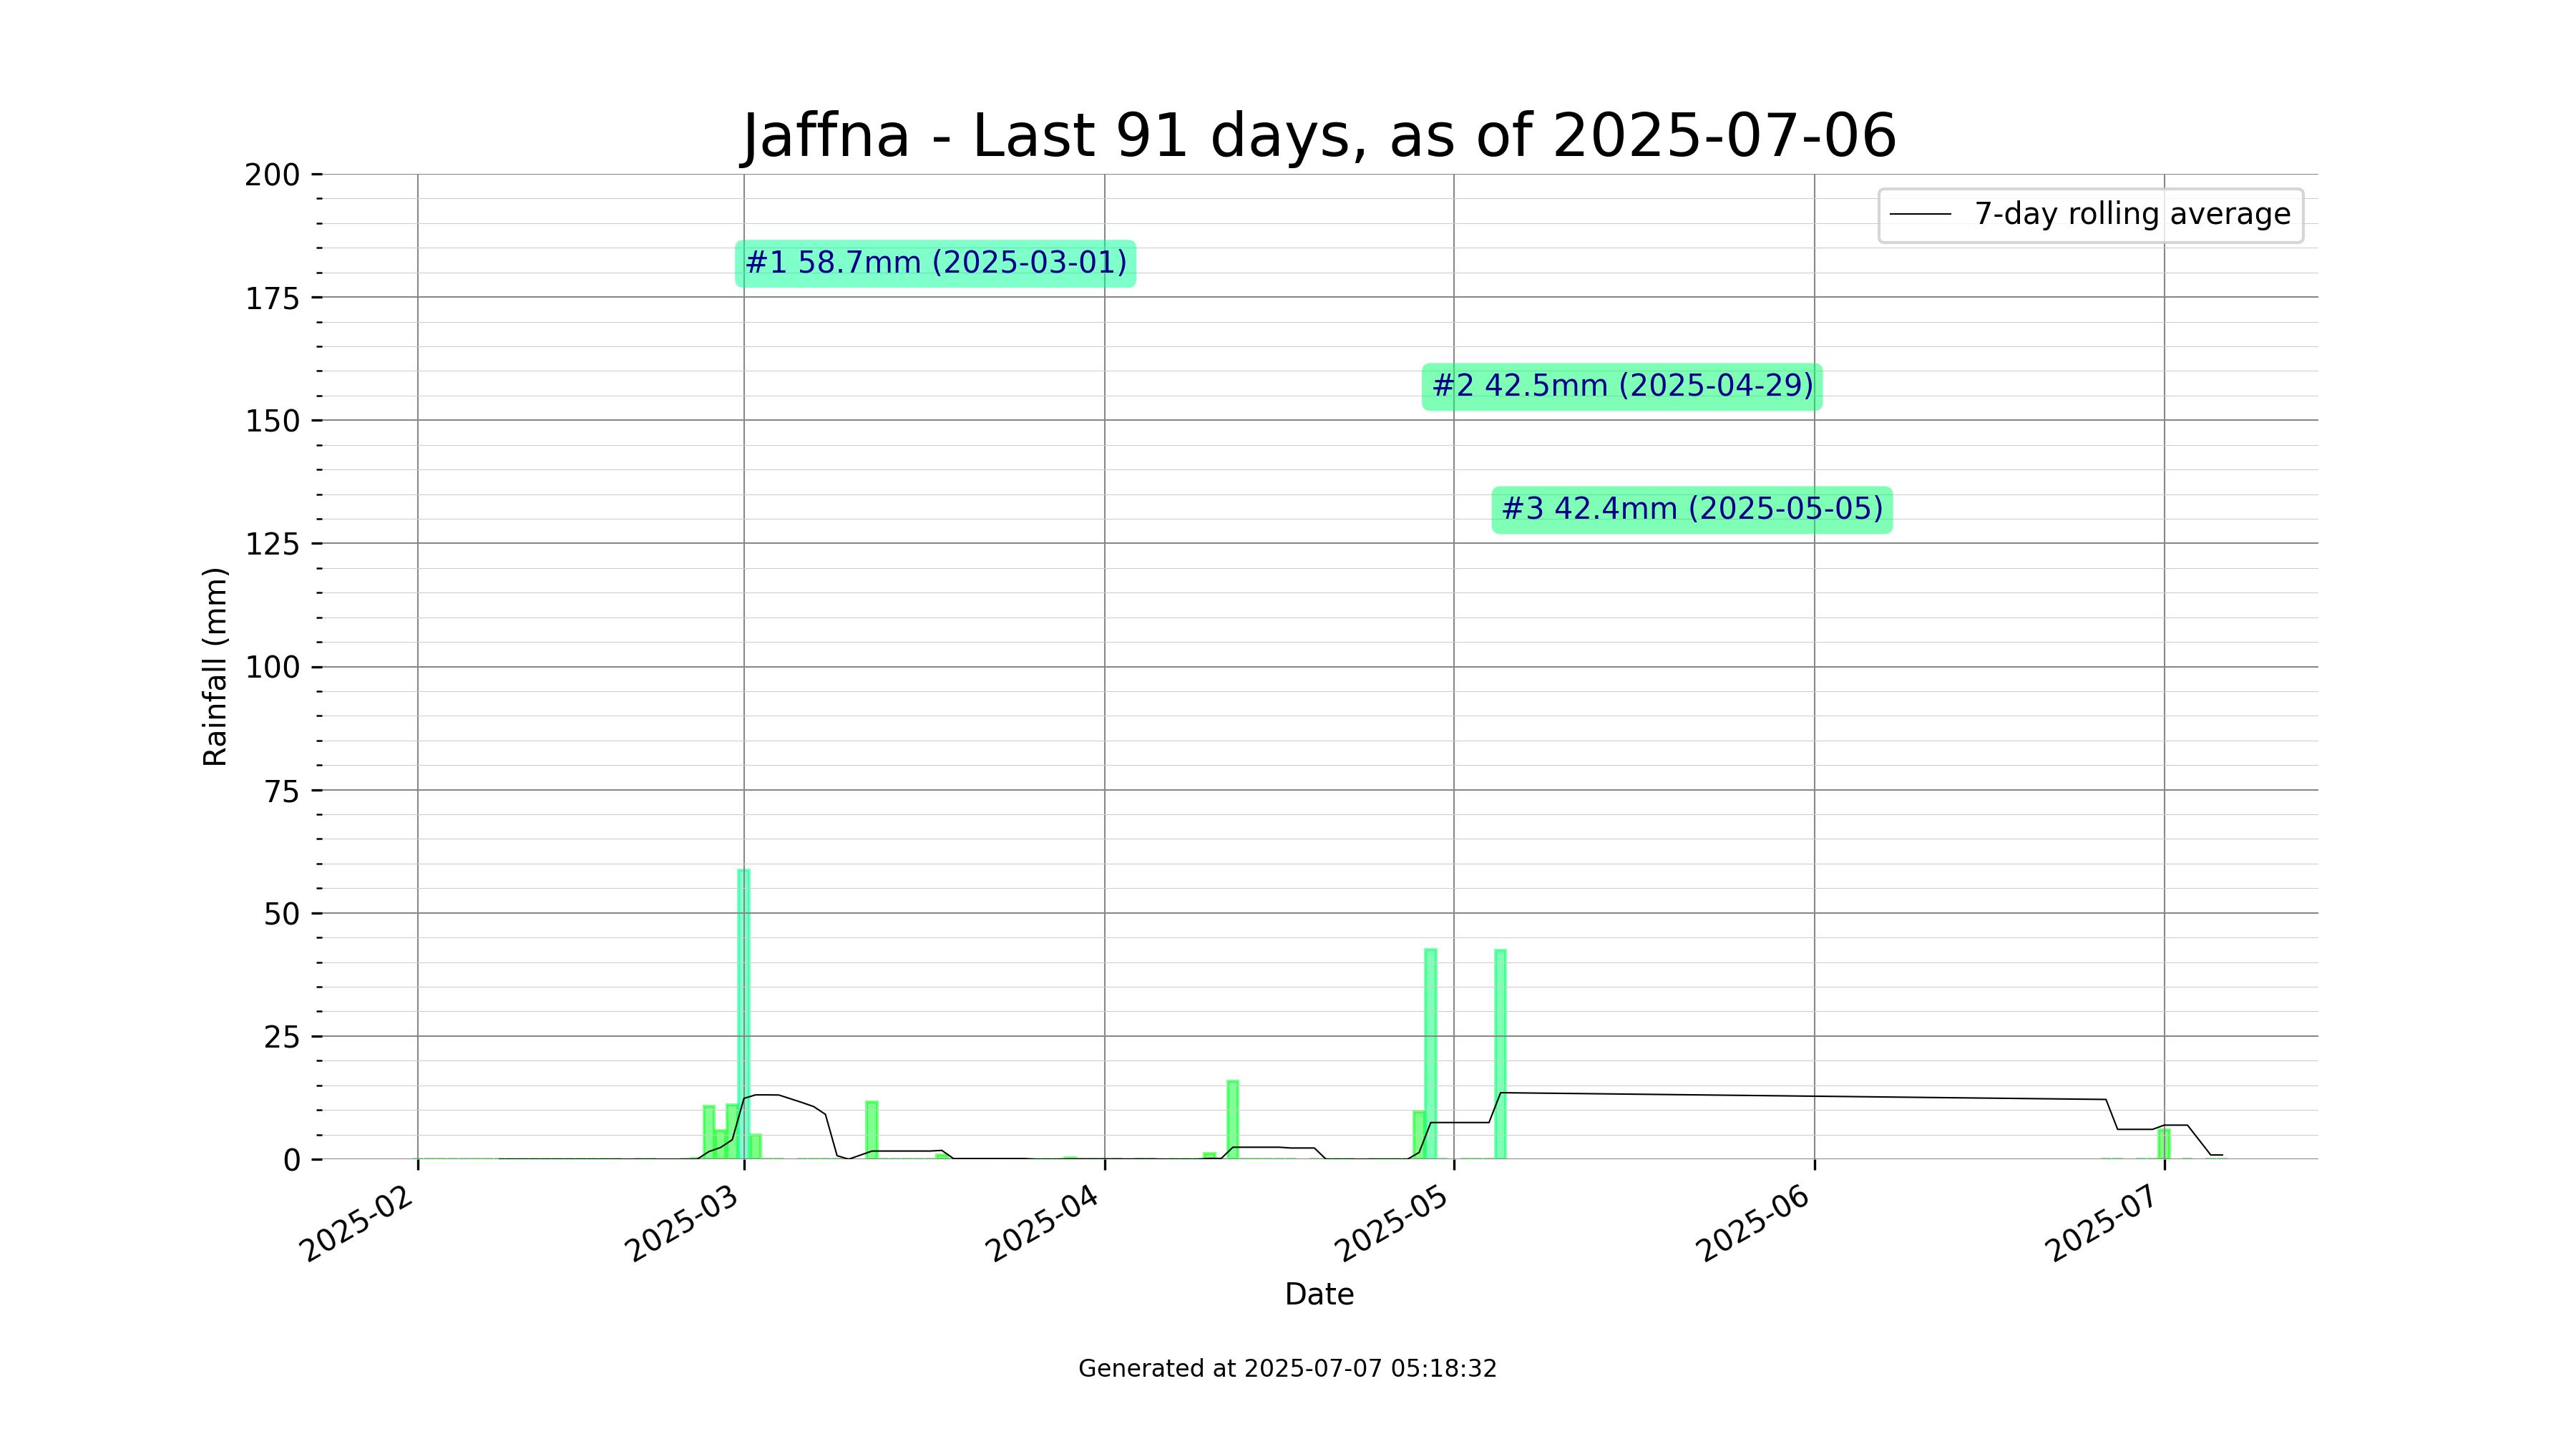 Jaffna - Last 91 days, as of 2025-07-06
7-day rolling average
#1 58.7mm (2025-03-01)
#2 42.5mm (2025-04-29)
#3 42.4mm (2025-05-05)
Rainfall (mm)
200
175
150
125
100
75
50
25
0
2025-02
2025-03
2025-04
2025-05
2025-06
2025-07
Date
Generated at 2025-07-07 05:18:32